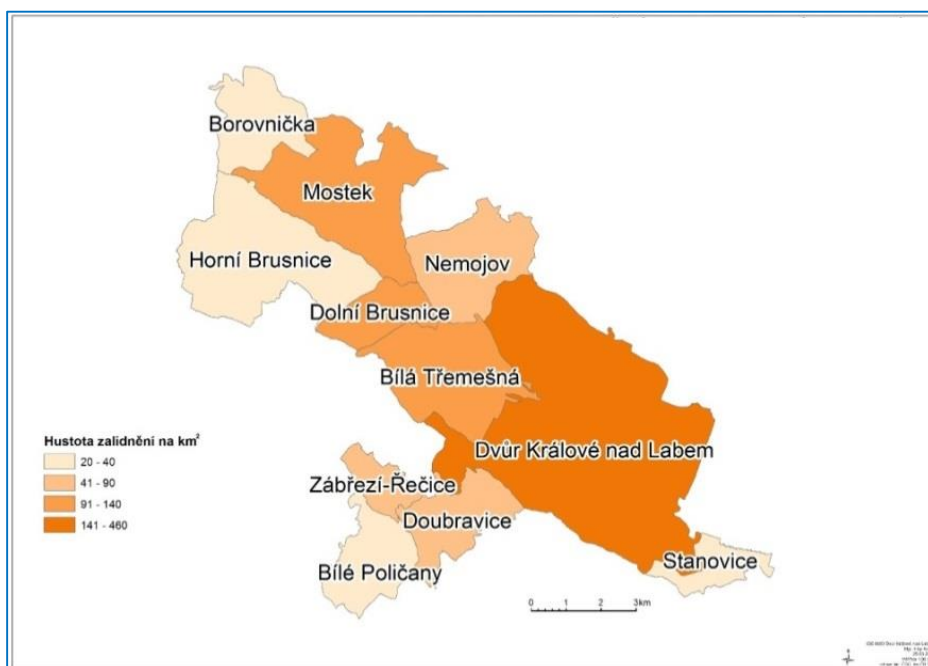 Borovnička
Mostek
Horní Brusnice
Nemojov
Dolní Brusnice
Bílá Třemešná
Dvůr Králové nad Labem
Zábřezí-Řečice
Doubravice
Bílé Poličany
Stanovice
Hustota zalidnění na km²
20 - 40
41 - 90
91 - 140
141 - 460
0 1 2 3km